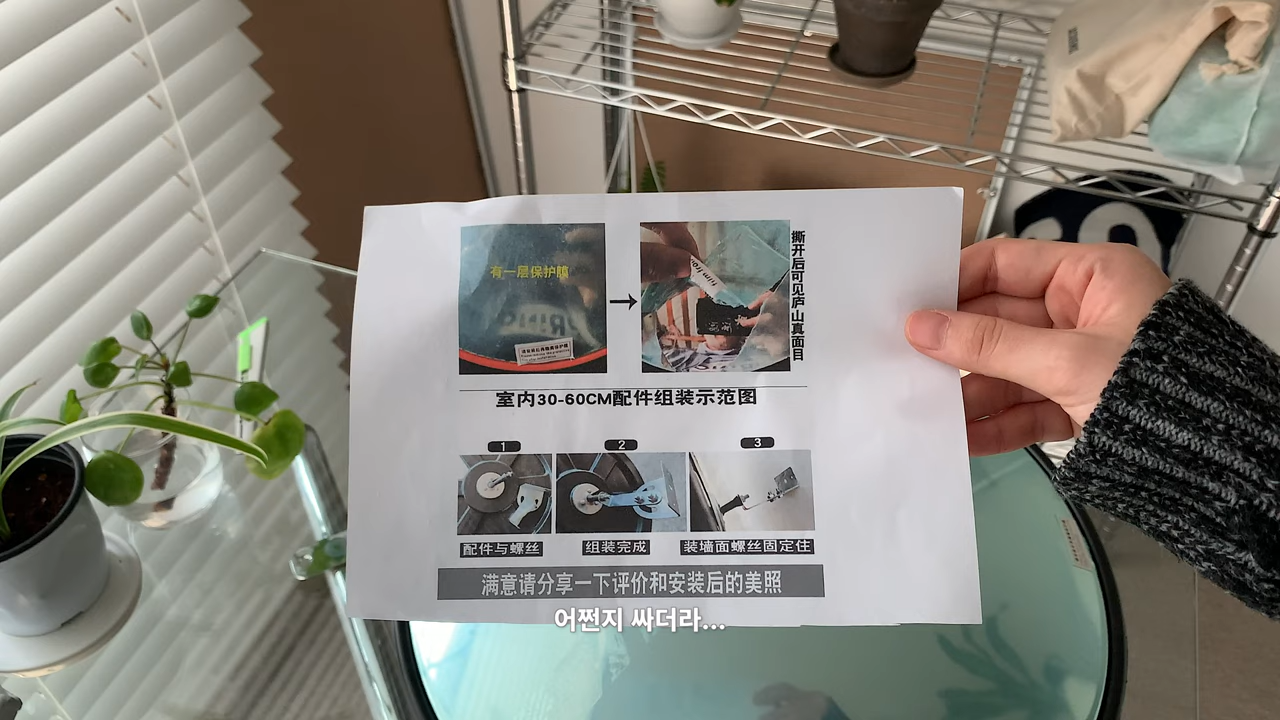 有一层保护膜
撕开后可见庐山真面目
室内30-60CM配件组装示范图
1
2
3
配件与螺丝
组装完成
装墙面螺丝固定住
满意请分享一下评价和安装后的美照
어쩐지 싸더라...